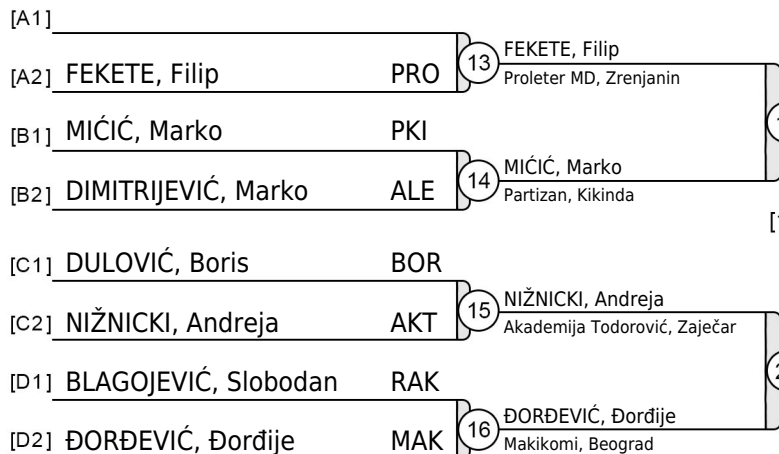 [A1]
[A2] FEKETE, Filip PRO
13
FEKETE, Filip
Proleter MD, Zrenjanin
[B1] MIĆIĆ, Marko PKI
[B2] DIMITRIJEVIĆ, Marko ALE
14
MIĆIĆ, Marko
Partizan, Kikinda
[C1] DULOVIĆ, Boris BOR
[C2] NIŽNICKI, Andreja AKT
15
NIŽNICKI, Andreja
Akademija Todorović, Zaječar
[D1] BLAGOJEVIĆ, Slobodan RAK
[D2] ĐORĐEVIĆ, Đorđije MAK
16
ĐORĐEVIĆ, Đorđije
Makikomi, Beograd